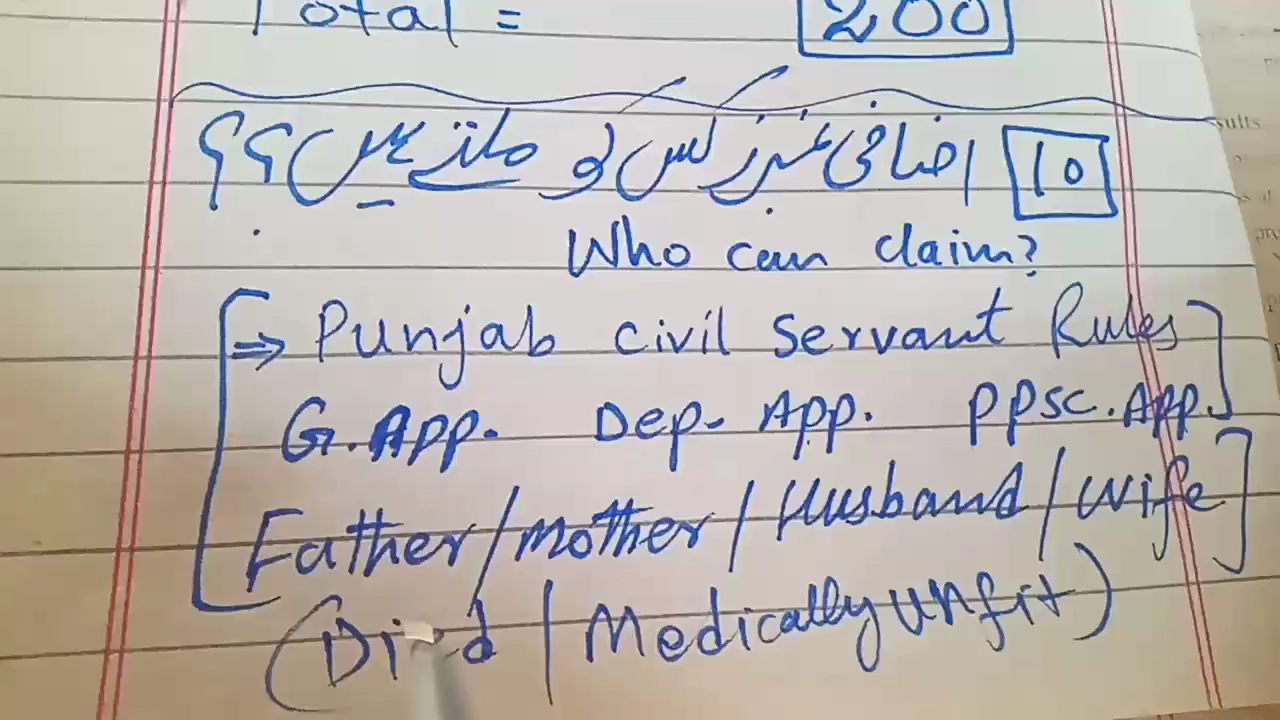 Total = 200
10 اضافی نمبرز کس کو ملتے ہیں؟؟
Who can claim?
⇒ Punjab civil servant Rules
G. App. Dep. App. PPSC. App.
Father/Mother/Husband/Wife
(Died | Medically unfit)